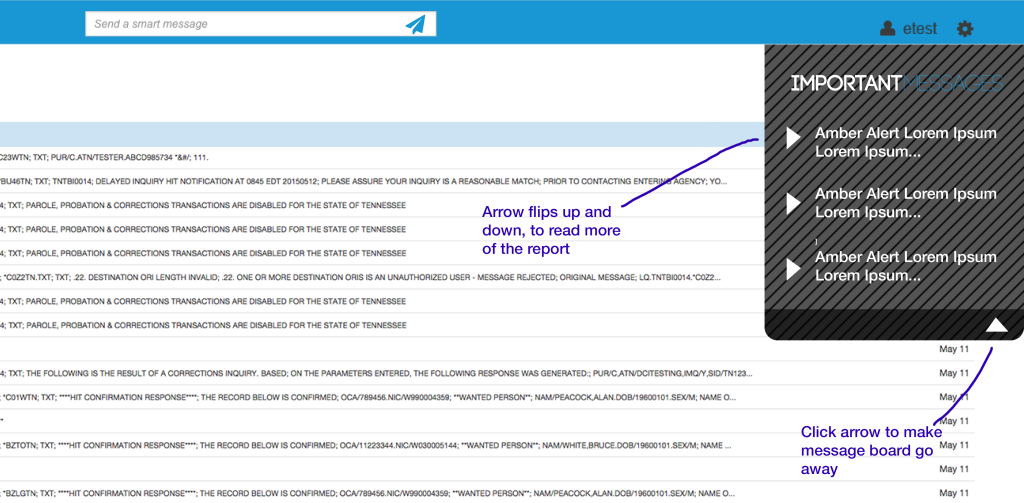 Send a smart message
etest
IMPORTANTMESSAGES
Amber Alert Lorem Ipsum
Lorem Ipsum...
Amber Alert Lorem Ipsum
Lorem Ipsum...
Amber Alert Lorem Ipsum
Lorem Ipsum...
C23WTN; TXT; PUR/C.ATN/TESTER.ABCD985734 "&#/; 111.
*BU46TN; TXT; TNTBI0014; DELAYED INQUIRY HIT NOTIFICATION AT 0845 EDT 20150512; PLEASE ASSURE YOUR INQUIRY IS A REASONABLE MATCH; PRIOR TO CONTACTING ENTERING AGENCY; YO...
4; TXT; PAROLE, PROBATION & CORRECTIONS TRANSACTIONS ARE DISABLED FOR THE STATE OF TENNESSEE
4; TXT; PAROLE, PROBATION & CORRECTIONS TRANSACTIONS ARE DISABLED FOR THE STATE OF TENNESSEE
4; TXT; PAROLE, PROBATION & CORRECTIONS TRANSACTIONS ARE DISABLED FOR THE STATE OF TENNESSEE
; *C0Z2TN.TXT; TXT; .22. DESTINATION ORI LENGTH INVALID; .22. ONE OR MORE DESTINATION ORIS IS AN UNAUTHORIZED USER - MESSAGE REJECTED; ORIGINAL MESSAGE; LQ.TNTBI0014.*C0Z2...
4; TXT; PAROLE, PROBATION & CORRECTIONS TRANSACTIONS ARE DISABLED FOR THE STATE OF TENNESSEE
4; TXT; PAROLE, PROBATION & CORRECTIONS TRANSACTIONS ARE DISABLED FOR THE STATE OF TENNESSEE
Arrow flips up and
down, to read more
of the report
May 11
4; TXT; THE FOLLOWING IS THE RESULT OF A CORRECTIONS INQUIRY. BASED; ON THE PARAMETERS ENTERED, THE FOLLOWING RESPONSE WAS GENERATED:; PUR/C,ATN/DCITESTING,IMQ/Y,SID/TN123... May 11
; *C01WTN; TXT; ****HIT CONFIRMATION RESPONSE****; THE RECORD BELOW IS CONFIRMED; OCA/789456.NIC/W990004359; **WANTED PERSON**; NAM/PEACOCK,ALAN.DOB/19600101.SEX/M; NAME O... May 11
* May 11
; *BZTOTN; TXT; ****HIT CONFIRMATION RESPONSE****; THE RECORD BELOW IS CONFIRMED; OCA/11223344.NIC/W030005144; **WANTED PERSON**; NAM/WHITE,BRUCE.DOB/19600101.SEX/M; NAME ... May 11
May 11
; *BZLGTN; TXT; ****HIT CONFIRMATION RESPONSE****; THE RECORD BELOW IS CONFIRMED; OCA/789456.NIC/W990004359; **WANTED PERSON**; NAM/PEACOCK,ALAN.DOB/19600101.SEX/M; NAME O... May 11
Click arrow to make
message board go
away